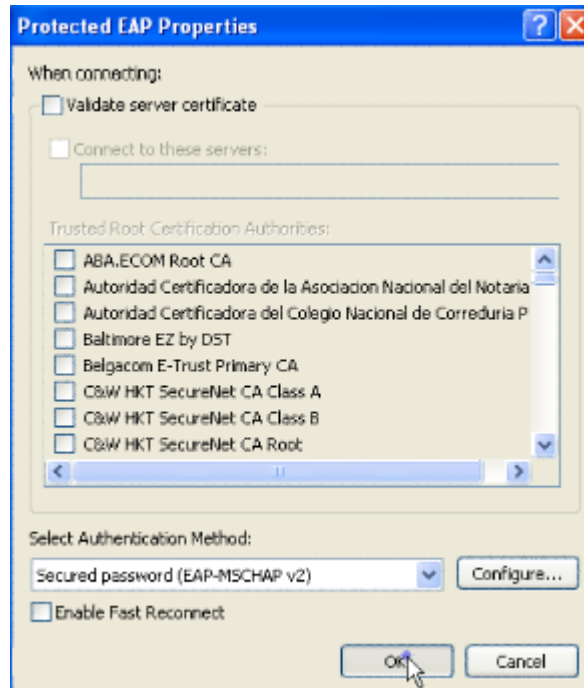 Protected EAP Properties
When connecting:
Validate server certificate
Connect to these servers:
Trusted Root Certification Authorities:
ABA.ECOM Root CA
Autoridad Certificadora de la Asociacion Nacional del Notaria
Autoridad Certificadora del Colegio Nacional de Correduria P
Baltimore EZ by DST
Belgacom E-Trust Primary CA
C&W HKT SecureNet CA Class A
C&W HKT SecureNet CA Class B
C&W HKT SecureNet CA Root
Select Authentication Method:
Secured password (EAP-MSCHAP v2)
Configure...
Enable Fast Reconnect
OK
Cancel